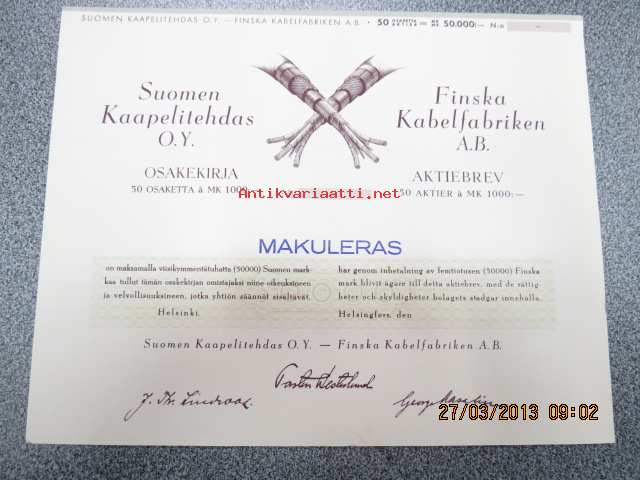 SUOMEN KAAPELITEHDAS O.Y. — FINSKA KABELFABRIKEN A.B. • 50 OSAKETTA AKTIER = MK 50.000:— N:o
Suomen
Kaapelitehdas
O.Y.
OSAKEKIRJA
50 OSAKETTA à MK 1000:—
Finska
Kabelfabriken
A.B.
AKTIEBREV
50 AKTIER à MK 1000:—
Antikvariaatti.net
MAKULERAS
on maksamalla viisikymmentätuhatta (50000) Suomen mark-
kaa tullut tämän osakekirjan omistajaksi niine oikeuksineen
ja velvollisuuksineen, jotka yhtiön säännöt sisältävät.
Helsinki,
har genom inbetalning av femtiotusen (50000) Finska
mark blivit ägare till detta aktiebrev, med de rättig-
heter och skyldigheter bolagets stadgar innehålla.
Helsingfors, den
Suomen Kaapelitehdas O.Y. — Finska Kabelfabriken A.B.
Torsten Westerlund
27/03/2013 09:02